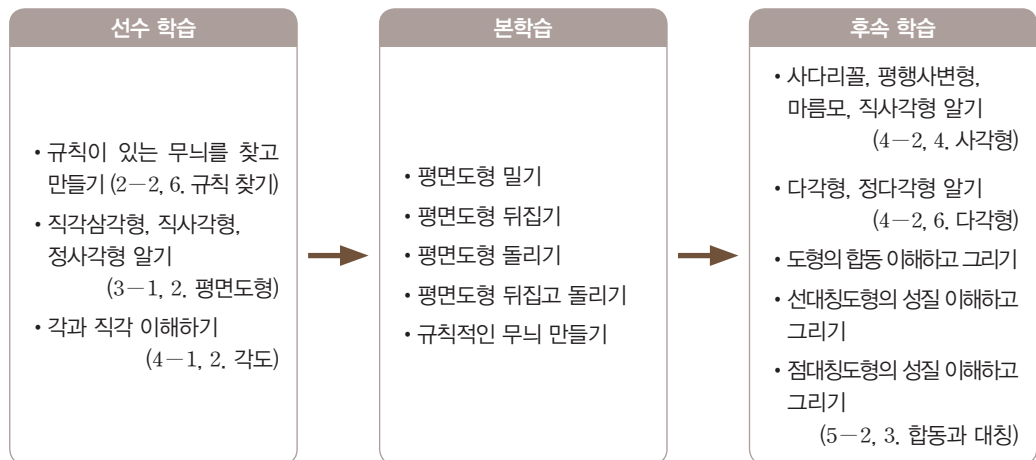 선수 학습
• 규칙이 있는 무늬를 찾고
만들기 (2－2, 6. 규칙 찾기)
• 직각삼각형, 직사각형,
정사각형 알기
(3－1, 2. 평면도형)
• 각과 직각 이해하기
(4－1, 2. 각도)
본학습
• 평면도형 밀기
• 평면도형 뒤집기
• 평면도형 돌리기
• 평면도형 뒤집고 돌리기
• 규칙적인 무늬 만들기
후속 학습
• 사다리꼴, 평행사변형,
마름모, 직사각형 알기
(4－2, 4. 사각형)
• 다각형, 정다각형 알기
(4－2, 6. 다각형)
• 도형의 합동 이해하고 그리기
• 선대칭도형의 성질 이해하고
그리기
• 점대칭도형의 성질 이해하고
그리기
(5－2, 3. 합동과 대칭)